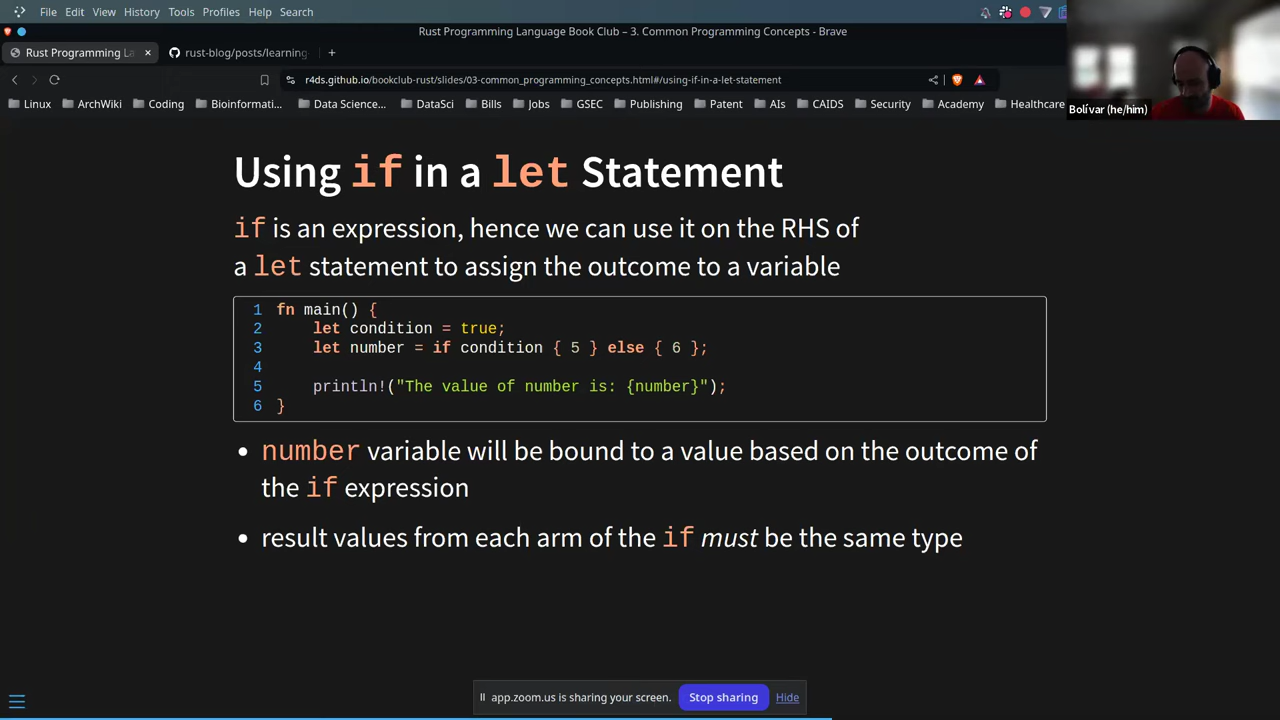 File Edit View History Tools Profiles Help Search
Rust Programming Language Book Club – 3. Common Programming Concepts - Brave
Rust Programming La
rust-blog/posts/learning
r4ds.github.io/bookclub-rust/slides/03-common_programming_concepts.html#/using-if-in-a-let-statement
Linux ArchWiki Coding Bioinformati... Data Science... DataSci Bills Jobs GSEC Publishing Patent AIs CAIDS Security Academy Healthcare
Bolívar (he/him)
Using if in a let Statement
if is an expression, hence we can use it on the RHS of
a let statement to assign the outcome to a variable
1 fn main() {
2 let condition = true;
3 let number = if condition { 5 } else { 6 };
4
5 println!("The value of number is: {number}");
6 }
• number variable will be bound to a value based on the outcome of
the if expression
• result values from each arm of the if must be the same type
app.zoom.us is sharing your screen. Stop sharing Hide